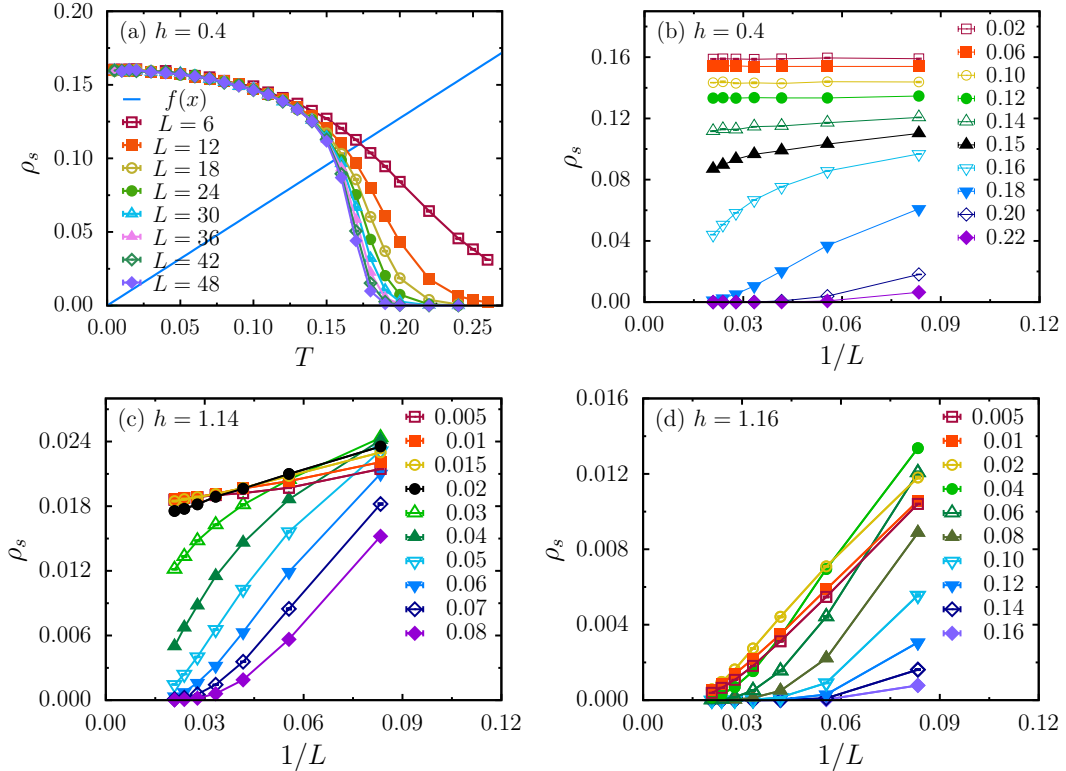 (a) h = 0.4
0.20
0.15
0.10
0.05
0.00
ρs
f(x)
L = 6
L = 12
L = 18
L = 24
L = 30
L = 36
L = 42
L = 48
0.00 0.05 0.10 0.15 0.20 0.25
T
(b) h = 0.4
0.16
0.12
0.08
0.04
0.00
ρs
0.02
0.06
0.10
0.12
0.14
0.15
0.16
0.18
0.20
0.22
0.00 0.03 0.06 0.09 0.12
1/L
(c) h = 1.14
0.024
0.018
0.012
0.006
0.000
ρs
0.005
0.01
0.015
0.02
0.03
0.04
0.05
0.06
0.07
0.08
0.00 0.03 0.06 0.09 0.12
1/L
(d) h = 1.16
0.016
0.012
0.008
0.004
0.000
ρs
0.005
0.01
0.02
0.04
0.06
0.08
0.10
0.12
0.14
0.16
0.00 0.03 0.06 0.09 0.12
1/L